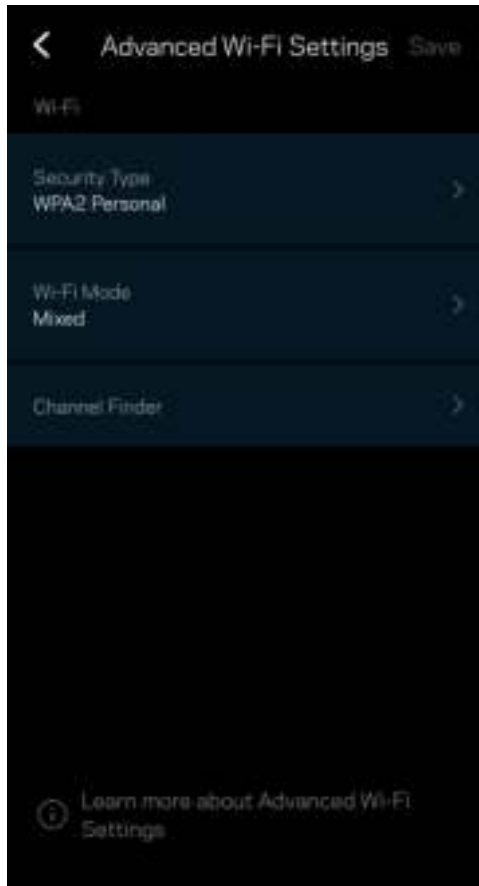 Advanced Wi-Fi Settings Save
Wi-Fi
Security Type
WPA2 Personal
Wi-Fi Mode
Mixed
Channel Finder
Learn more about Advanced Wi-Fi
Settings